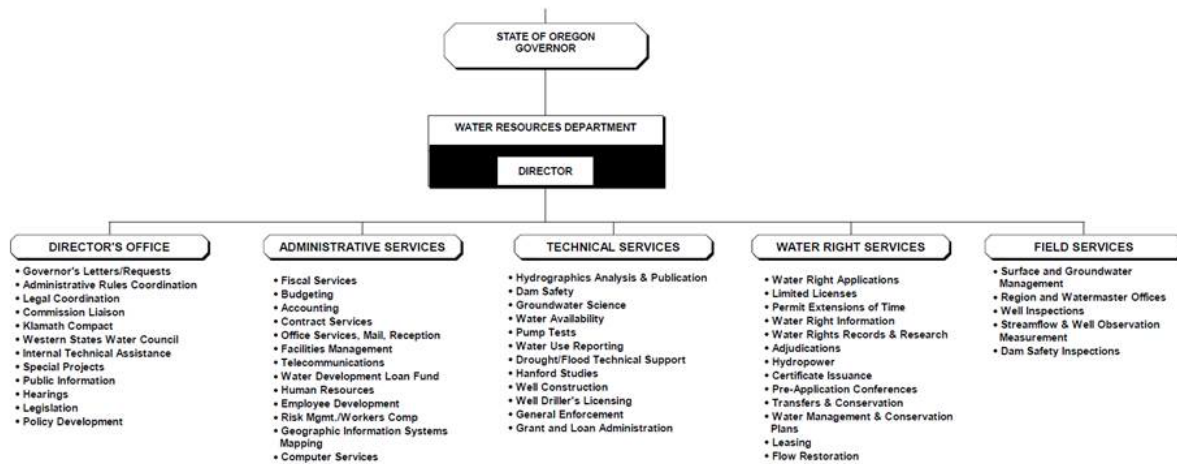 STATE OF OREGON
GOVERNOR
WATER RESOURCES DEPARTMENT
DIRECTOR
DIRECTOR'S OFFICE
• Governor's Letters/Requests
• Administrative Rules Coordination
• Legal Coordination
• Commission Liaison
• Klamath Compact
• Western States Water Council
• Internal Technical Assistance
• Special Projects
• Public Information
• Hearings
• Legislation
• Policy Development
ADMINISTRATIVE SERVICES
• Fiscal Services
• Budgeting
• Accounting
• Contract Services
• Office Services, Mail, Reception
• Facilities Management
• Telecommunications
• Water Development Loan Fund
• Human Resources
• Employee Development
• Risk Mgmt./Workers Comp
• Geographic Information Systems
Mapping
• Computer Services
TECHNICAL SERVICES
• Hydrographics Analysis & Publication
• Dam Safety
• Groundwater Science
• Water Availability
• Pump Tests
• Water Use Reporting
• Drought/Flood Technical Support
• Hanford Studies
• Well Construction
• Well Driller's Licensing
• General Enforcement
• Grant and Loan Administration
WATER RIGHT SERVICES
• Water Right Applications
• Limited Licenses
• Permit Extensions of Time
• Water Right Information
• Water Rights Records & Research
• Adjudications
• Hydropower
• Certificate Issuance
• Pre-Application Conferences
• Transfers & Conservation
• Water Management & Conservation
Plans
• Leasing
• Flow Restoration
FIELD SERVICES
• Surface and Groundwater
Management
• Region and Watermaster Offices
• Well Inspections
• Streamflow & Well Observation
Measurement
• Dam Safety Inspections